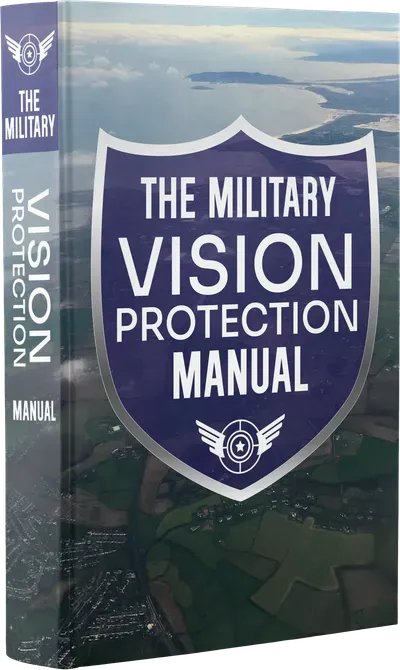 THE
MILITARY
VISION
PROTECTION
MANUAL
THE MILITARY
VISION
PROTECTION
MANUAL